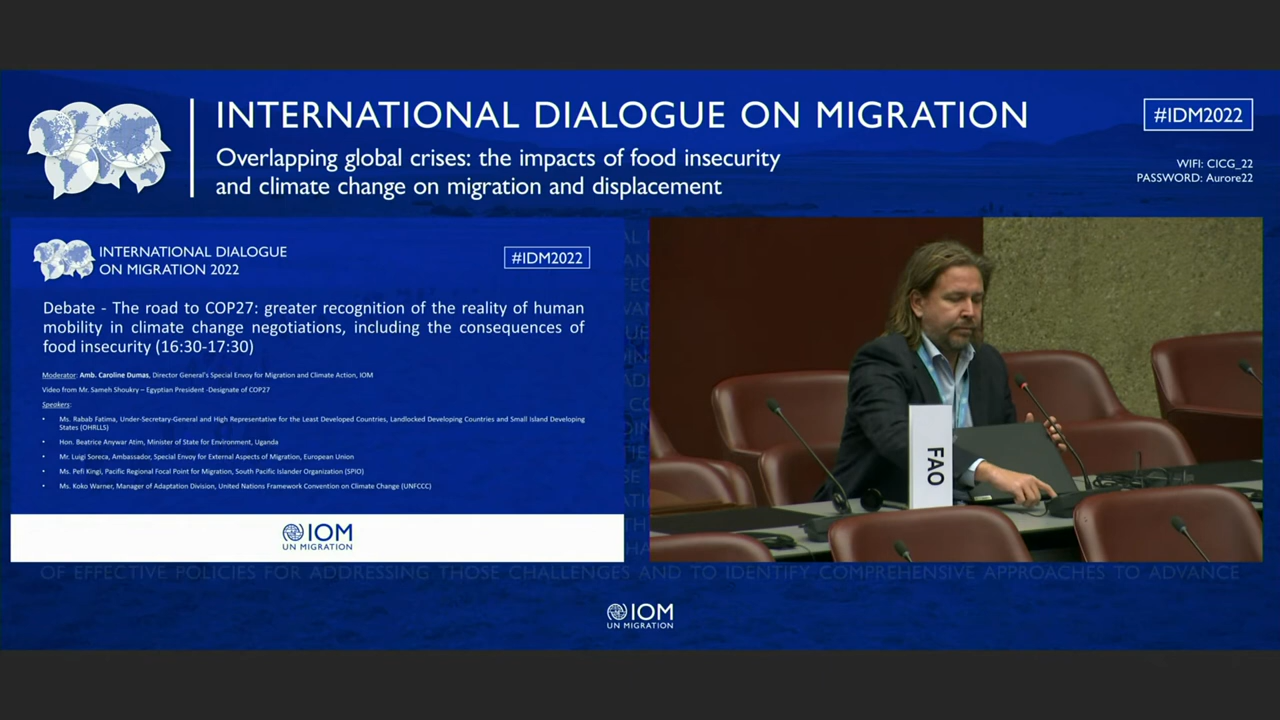 INTERNATIONAL DIALOGUE ON MIGRATION
Overlapping global crises: the impacts of food insecurity
and climate change on migration and displacement
#IDM2022
WIFI: CICG_22
PASSWORD: Aurore22
INTERNATIONAL DIALOGUE
ON MIGRATION 2022
#IDM2022
Debate - The road to COP27: greater recognition of the reality of human
mobility in climate change negotiations, including the consequences of
food insecurity (16:30-17:30)
Moderator: Amb. Caroline Dumas, Director General's Special Envoy for Migration and Climate Action, IOM
Video from Mr. Sameh Shoukry – Egyptian President -Designate of COP27
Speakers:
• Ms. Rabab Fatima, Under-Secretary-General and High Representative for the Least Developed Countries, Landlocked Developing Countries and Small Island Developing
States (OHRLLS)
• Hon. Beatrice Anywar Atim, Minister of State for Environment, Uganda
• Mr. Luigi Soreca, Ambassador, Special Envoy for External Aspects of Migration, European Union
• Ms. Pefi Kingi, Pacific Regional Focal Point for Migration, South Pacific Islander Organization (SPIO)
• Ms. Koko Warner, Manager of Adaptation Division, United Nations Framework Convention on Climate Change (UNFCCC)
IOM
UN MIGRATION
FAO
OF EFFECTIVE POLICIES FOR ADDRESSING THOSE CHALLENGES AND TO IDENTIFY COMPREHENSIVE APPROACHES TO ADVANCE
IOM
UN MIGRATION